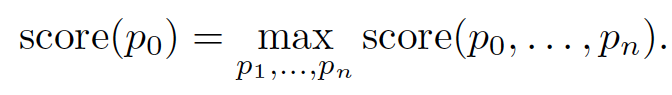 score(p₀) = max score(p₀, . . . , pₙ).
p₁,...,pₙ